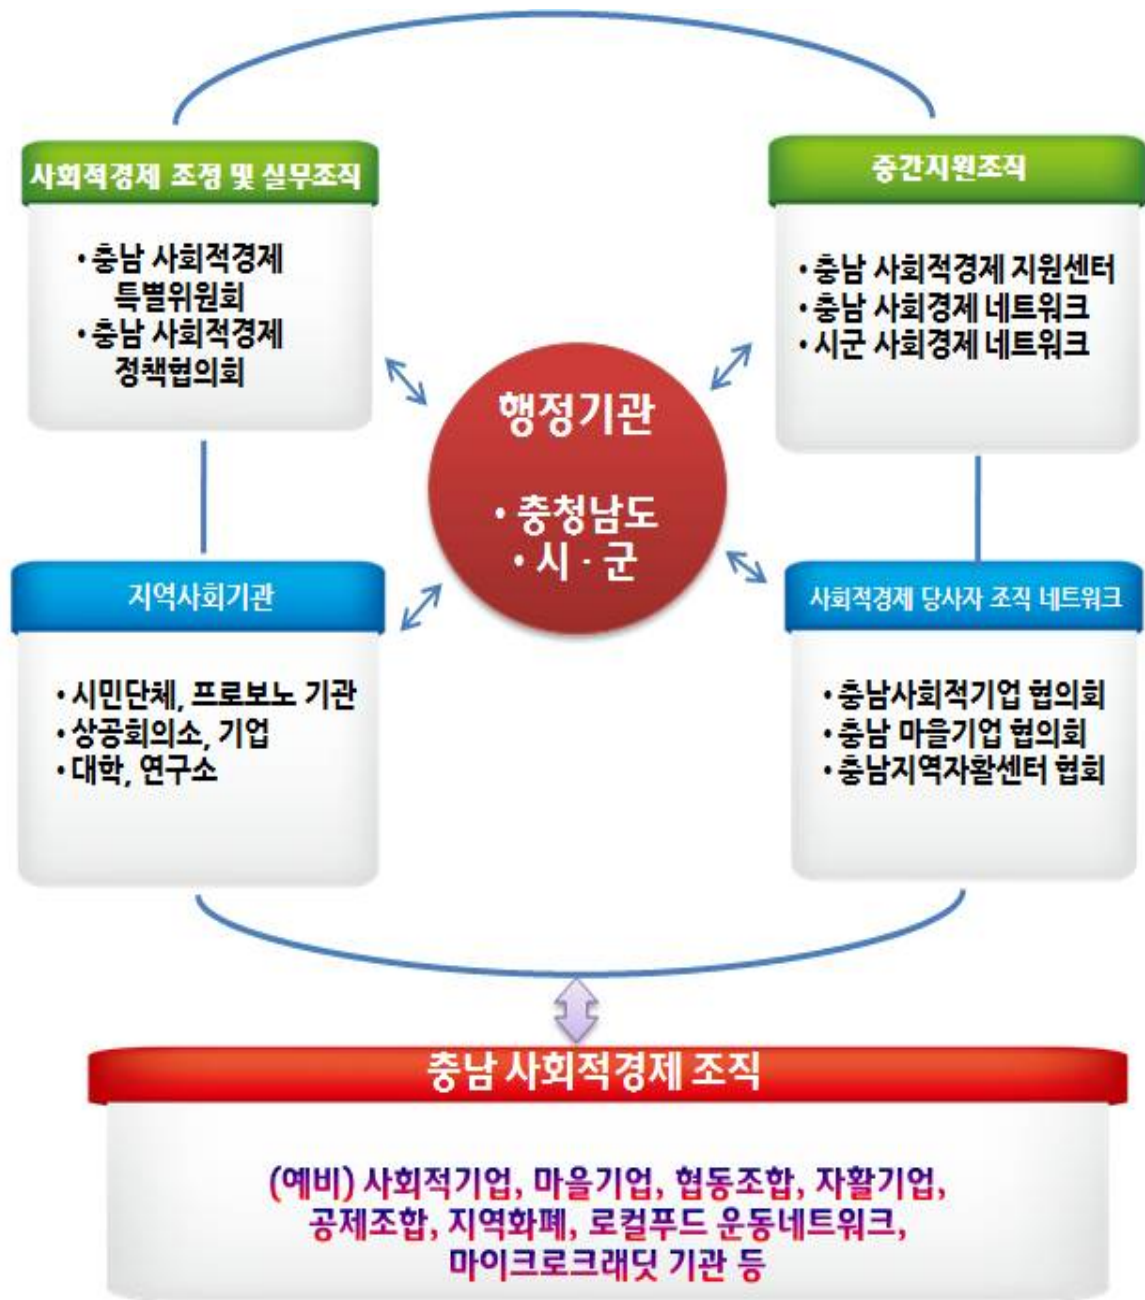 사회적경제 조정 및 실무조직
• 충남 사회적경제
특별위원회
• 충남 사회적경제
정책협의회
중간지원조직
• 충남 사회적경제 지원센터
• 충남 사회경제 네트워크
• 시군 사회경제 네트워크
행정기관
• 충청남도
• 시 · 군
지역사회기관
• 시민단체, 프로보노 기관
• 상공회의소, 기업
• 대학, 연구소
사회적경제 당사자 조직 네트워크
• 충남사회적기업 협의회
• 충남 마을기업 협의회
• 충남지역자활센터 협회
충남 사회적경제 조직
(예비) 사회적기업, 마을기업, 협동조합, 자활기업,
공제조합, 지역화폐, 로컬푸드 운동네트워크,
마이크로크래딧 기관 등